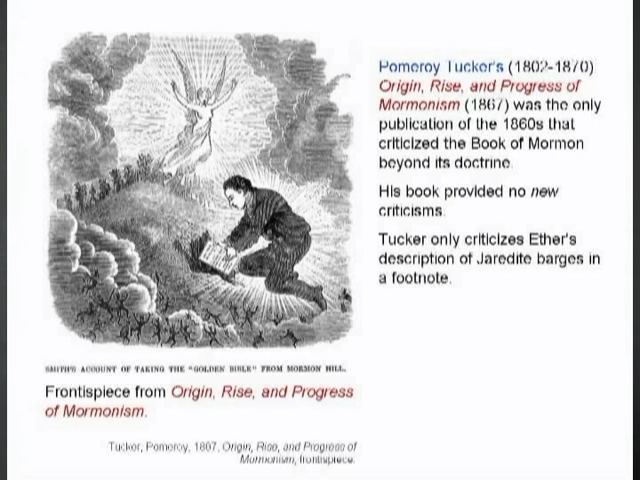 Pomeroy Tucker's (1802-1870)
Origin, Rise, and Progress of
Mormonism (1867) was the only
publication of the 1860s that
criticized the Book of Mormon
beyond its doctrine.
His book provided no new
criticisms.
Tucker only criticizes Ether's
description of Jaredite barges in
a footnote.
SMITH'S ACCOUNT OF TAKING THE "GOLDEN BIBLE" FROM MORMON HILL.
Frontispiece from Origin, Rise, and Progress
of Mormonism.
Tucker, Pomeroy, 1867, Origin, Rise, and Progress of
Mormonism, frontispiece.